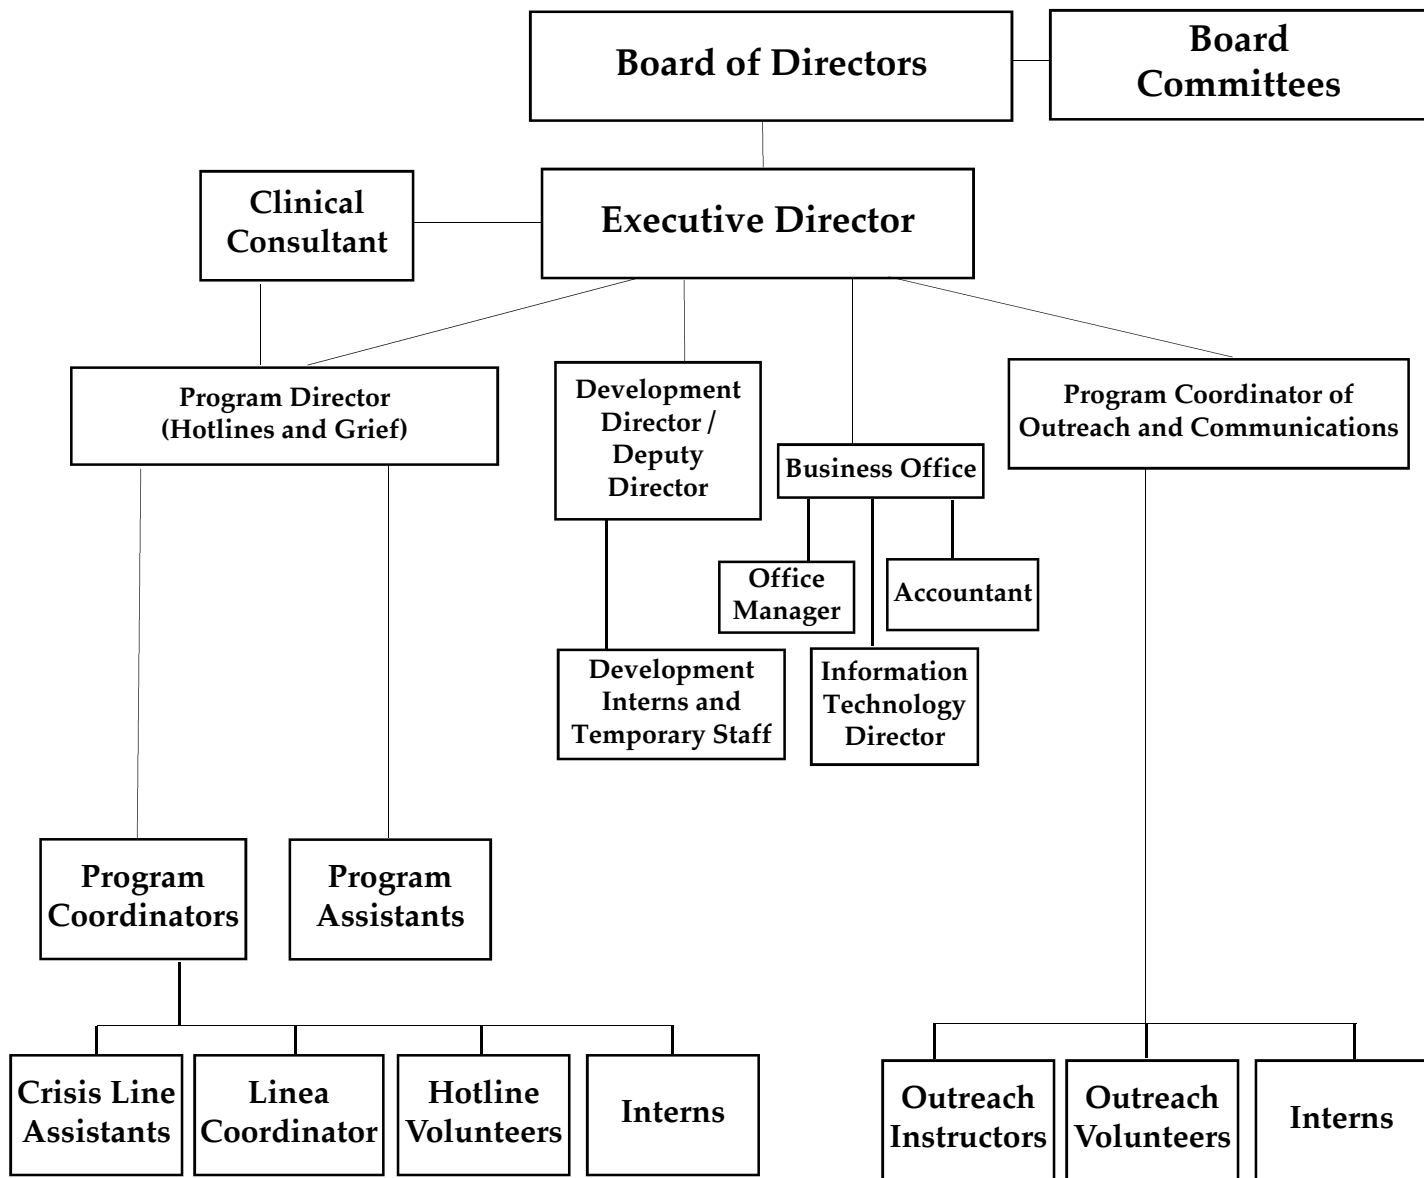 Board of Directors
Board
Committees
Clinical
Consultant
Executive Director
Program Director
(Hotlines and Grief)
Development
Director /
Deputy
Director
Business Office
Program Coordinator of
Outreach and Communications
Office
Manager
Accountant
Development
Interns and
Temporary Staff
Information
Technology
Director
Program
Coordinators
Program
Assistants
Crisis Line
Assistants
Linea
Coordinator
Hotline
Volunteers
Interns
Outreach
Instructors
Outreach
Volunteers
Interns